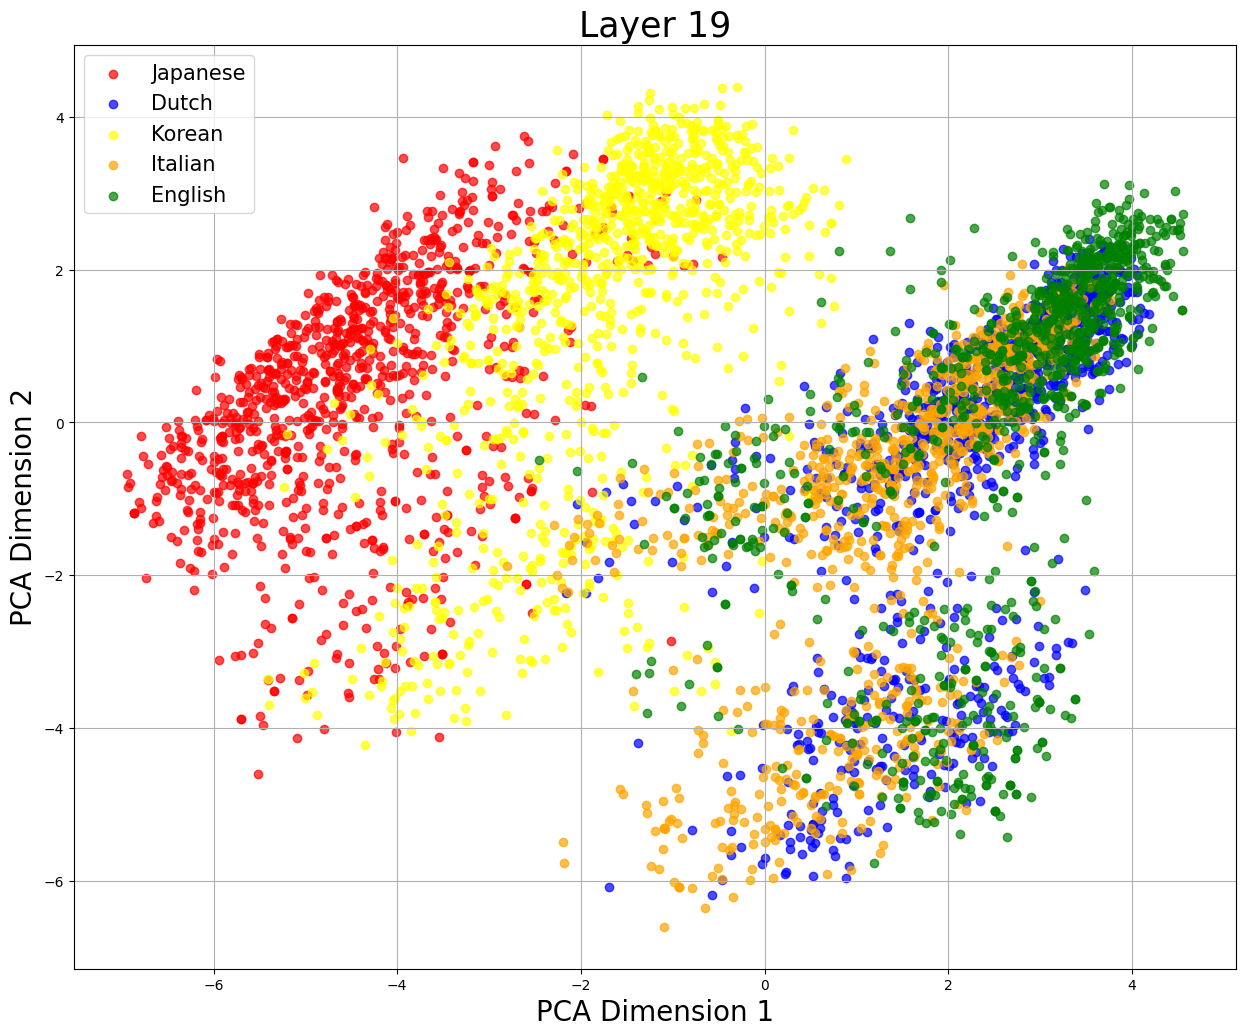 Layer 19
Japanese
Dutch
Korean
Italian
English
4
2
0
−2
−4
−6
PCA Dimension 2
−6
−4
−2
0
2
4
PCA Dimension 1